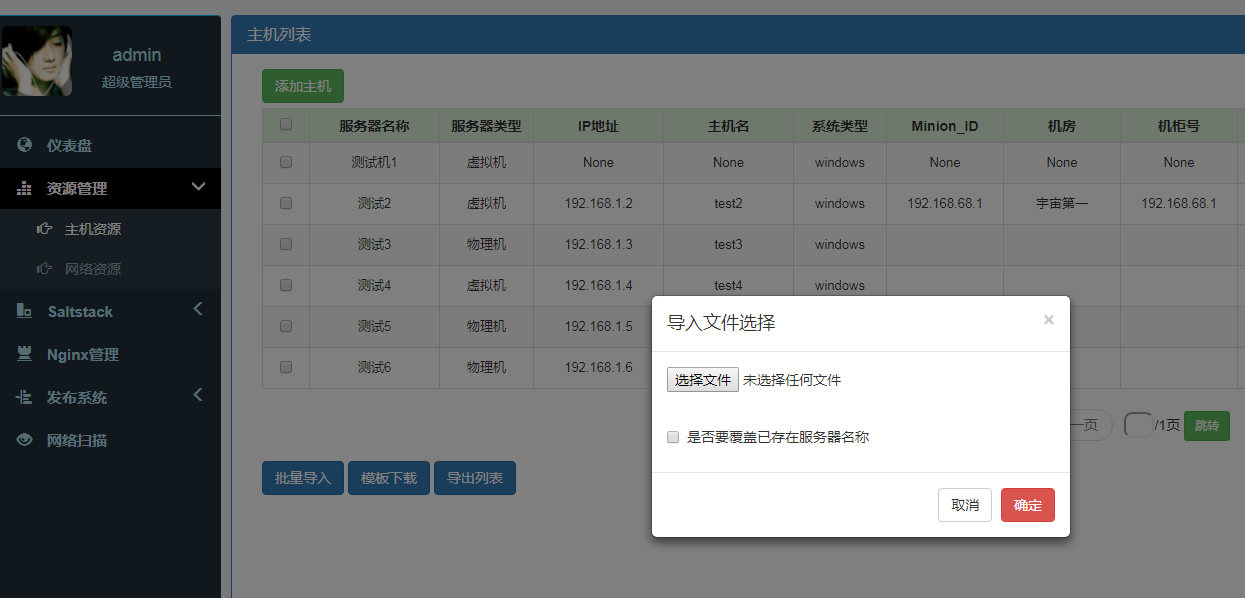 admin
超级管理员
仪表盘
资源管理
主机资源
网络资源
Saltstack
Nginx管理
发布系统
网络扫描
主机列表
添加主机
服务器名称 服务器类型 IP地址 主机名 系统类型 Minion_ID 机房 机柜号
测试机1 虚拟机 None None windows None None None
测试2 虚拟机 192.168.1.2 test2 windows 192.168.68.1 宇宙第一 192.168.68.1
测试3 物理机 192.168.1.3 test3 windows
测试4 虚拟机 192.168.1.4 test4 windows
测试5 物理机 192.168.1.5
测试6 物理机 192.168.1.6
一页 /1页 跳转
批量导入 模板下载 导出列表
导入文件选择 ×
选择文件 未选择任何文件
是否要覆盖已存在服务器名称
取消 确定